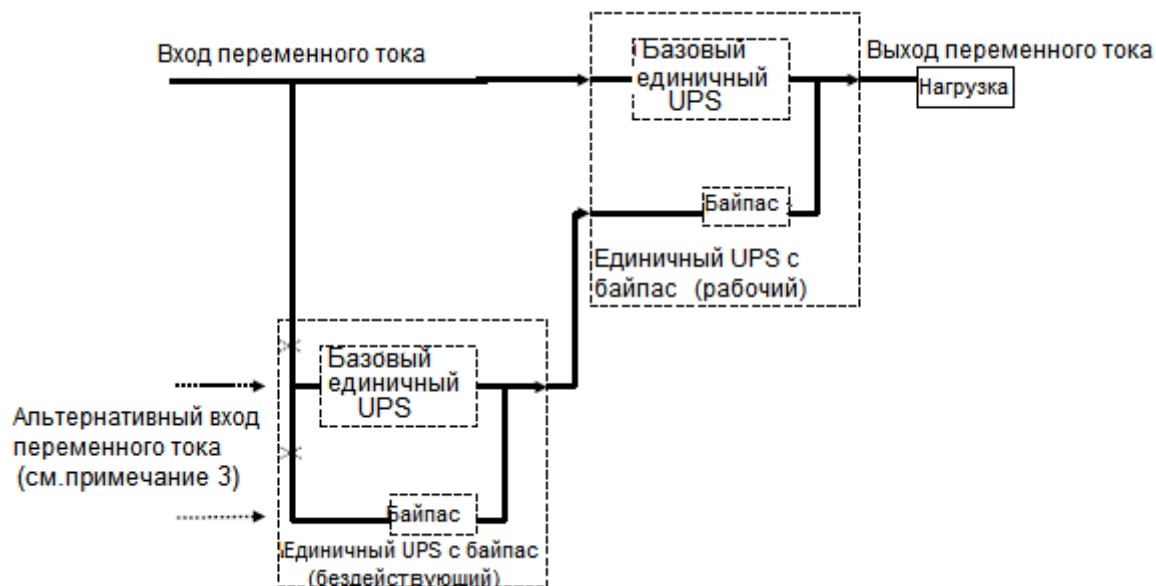 Вход переменного тока
Базовый
единичный
UPS
Выход переменного тока
Нагрузка
Байпас
Единичный UPS с
байпас (рабочий)
Базовый
единичный
UPS
Альтернативный вход
переменного тока
(см.примечание 3)
Байпас
Единичный UPS с байпас
(бездействующий)